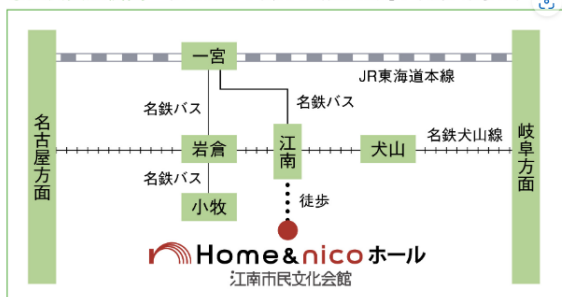 一宮
JR東海道本線
名鉄バス
名鉄バス
名古屋方面
岩倉
江南
犬山
名鉄犬山線
岐阜方面
名鉄バス
小牧
徒歩
Home&nicoホール
江南市民文化会館